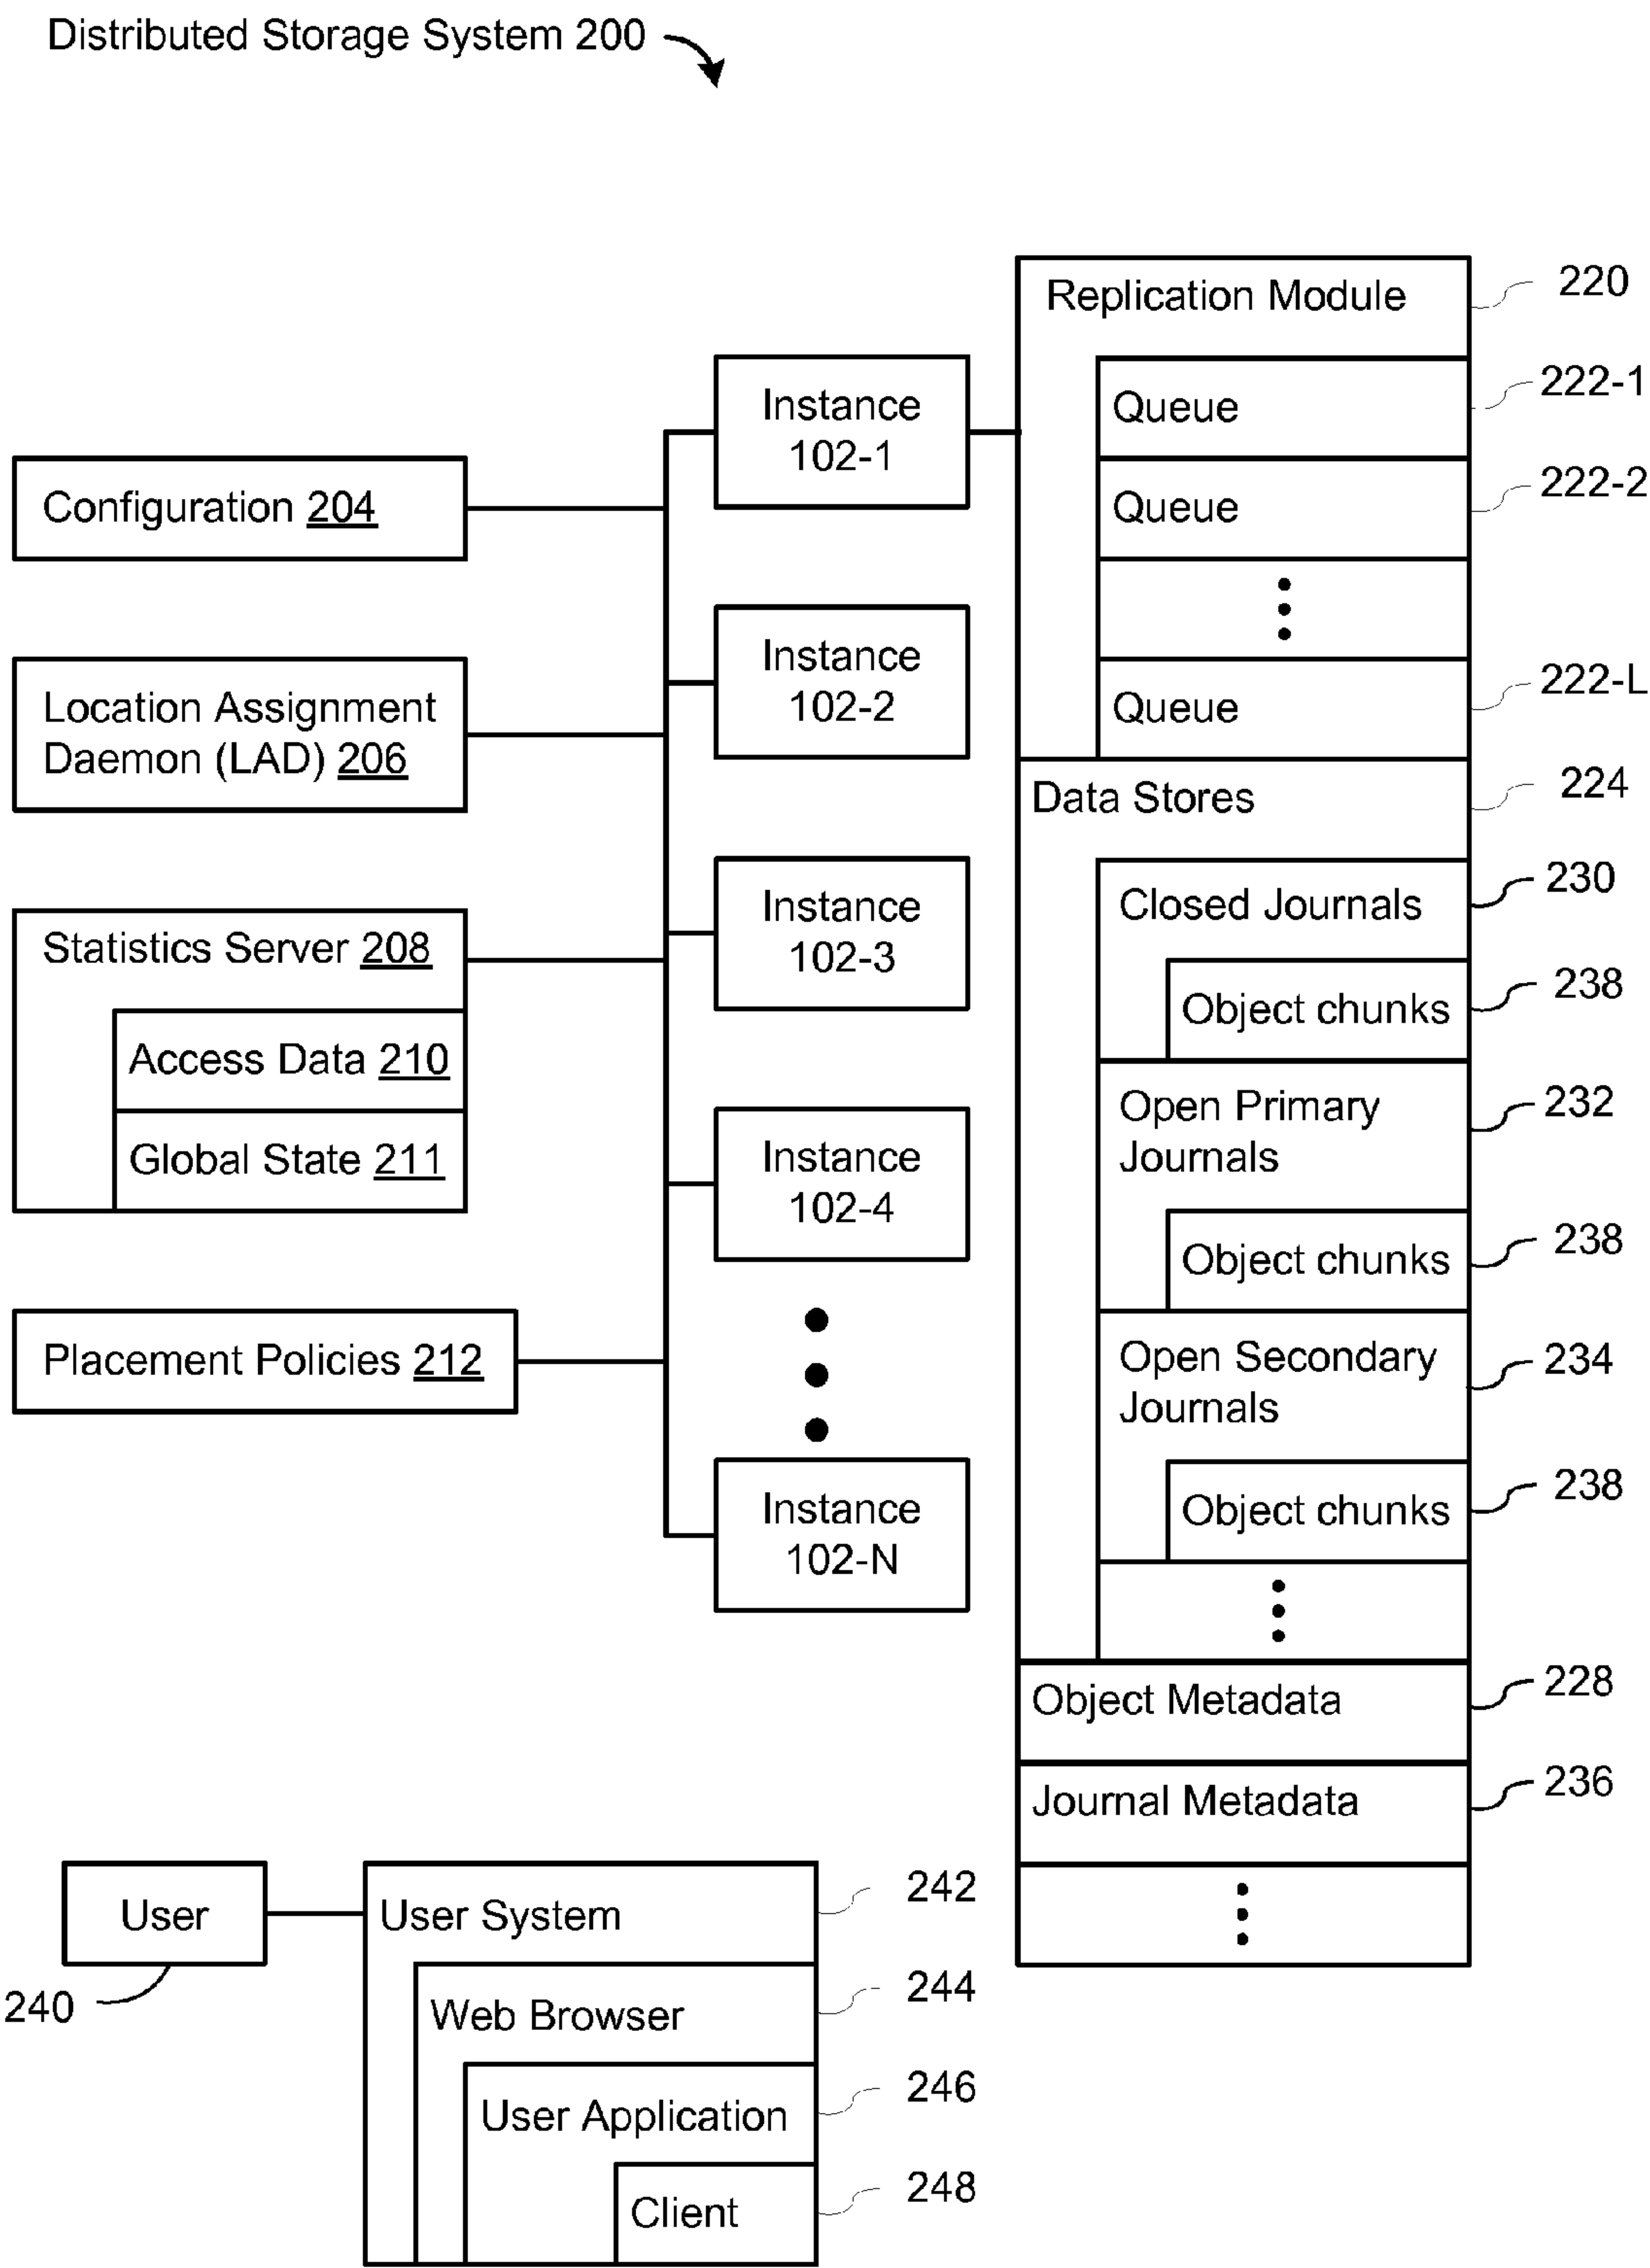 Distributed Storage System 200
Configuration 204
Location Assignment
Daemon (LAD) 206
Statistics Server 208
Access Data 210
Global State 211
Placement Policies 212
Instance
102-1
Instance
102-2
Instance
102-3
Instance
102-4
Instance
102-N
Replication Module
220
Queue
222-1
Queue
222-2
Queue
222-L
Data Stores
224
Closed Journals
230
Object chunks
238
Open Primary
Journals
232
Object chunks
238
Open Secondary
Journals
234
Object chunks
238
Object Metadata
228
Journal Metadata
236
User
240
User System
242
Web Browser
244
User Application
246
Client
248